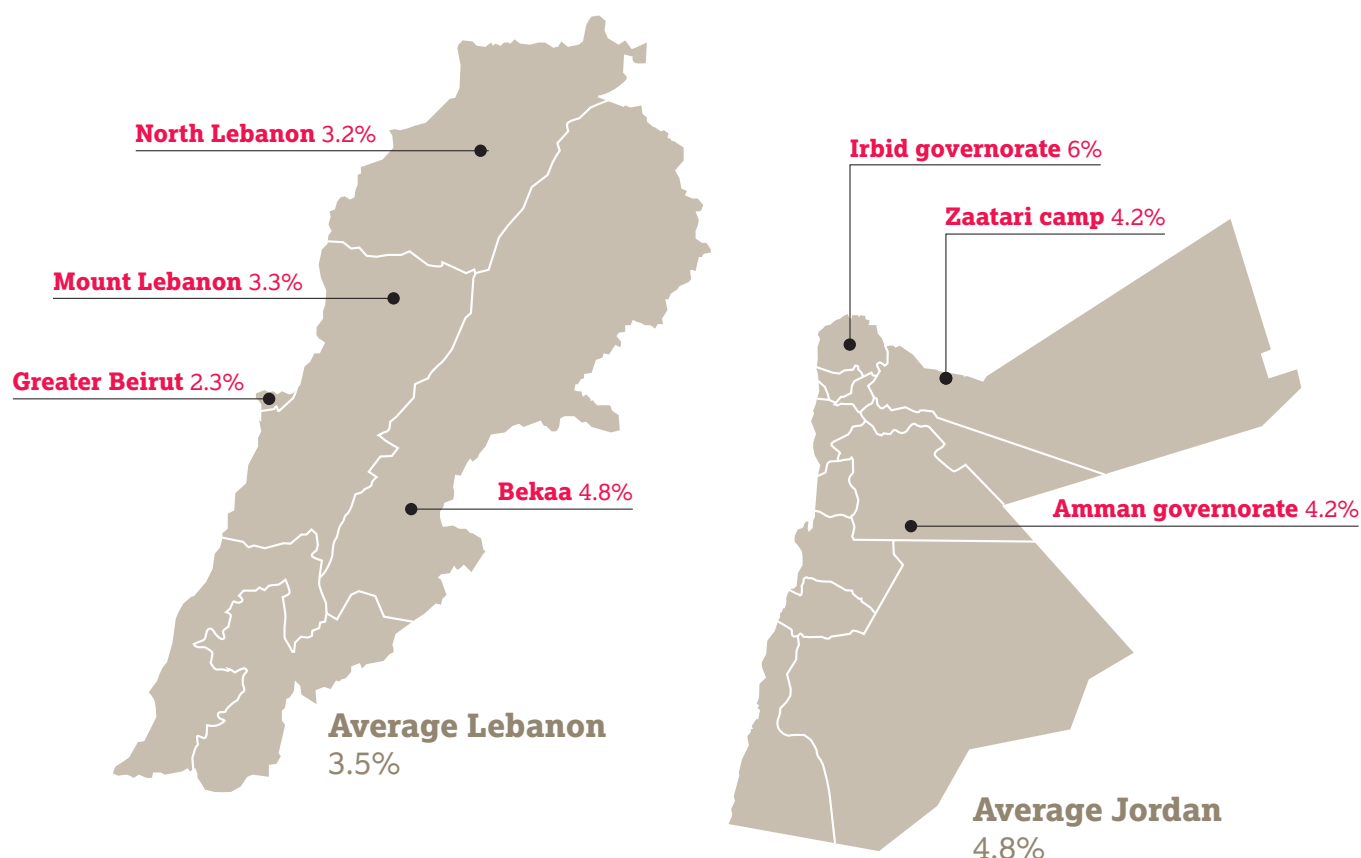 North Lebanon 3.2%
Mount Lebanon 3.3%
Greater Beirut 2.3%
Bekaa 4.8%
Average Lebanon
3.5%
Irbid governorate 6%
Zaatari camp 4.2%
Amman governorate 4.2%
Average Jordan
4.8%